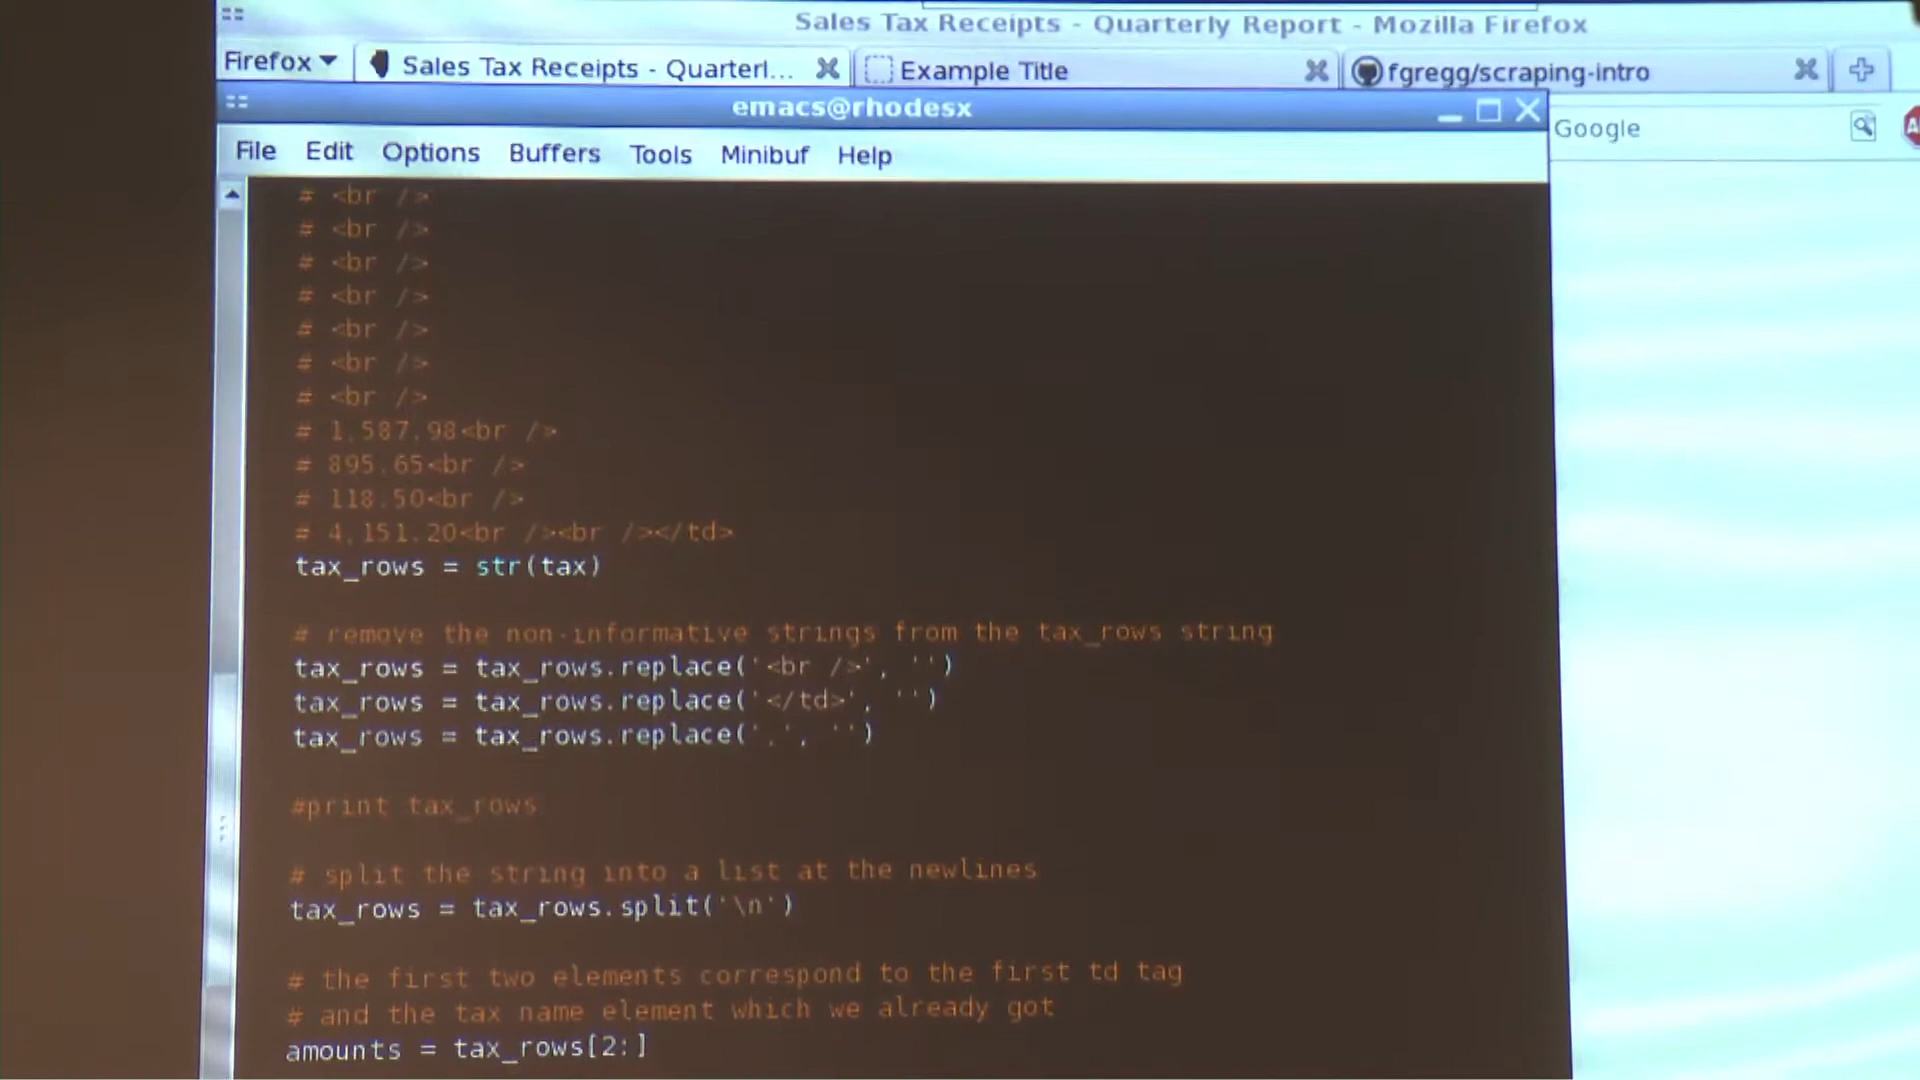 Sales Tax Receipts - Quarterly Report - Mozilla Firefox
Firefox
Sales Tax Receipts - Quarterl...
Example Title
fgregg/scraping-intro
emacs@rhodesx
Google
File Edit Options Buffers Tools Minibuf Help
# <br />
# <br />
# <br />
# <br />
# <br />
# <br />
# <br />
# 1,587.98<br />
# 895.65<br />
# 118.50<br />
# 4,151.20<br /><br /></td>
tax_rows = str(tax)
# remove the non-informative strings from the tax_rows string
tax_rows = tax_rows.replace('<br />', '')
tax_rows = tax_rows.replace('</td>', '')
tax_rows = tax_rows.replace(',', '')
#print tax_rows
# split the string into a list at the newlines
tax_rows = tax_rows.split('\n')
# the first two elements correspond to the first td tag
# and the tax name element which we already got
amounts = tax_rows[2:]